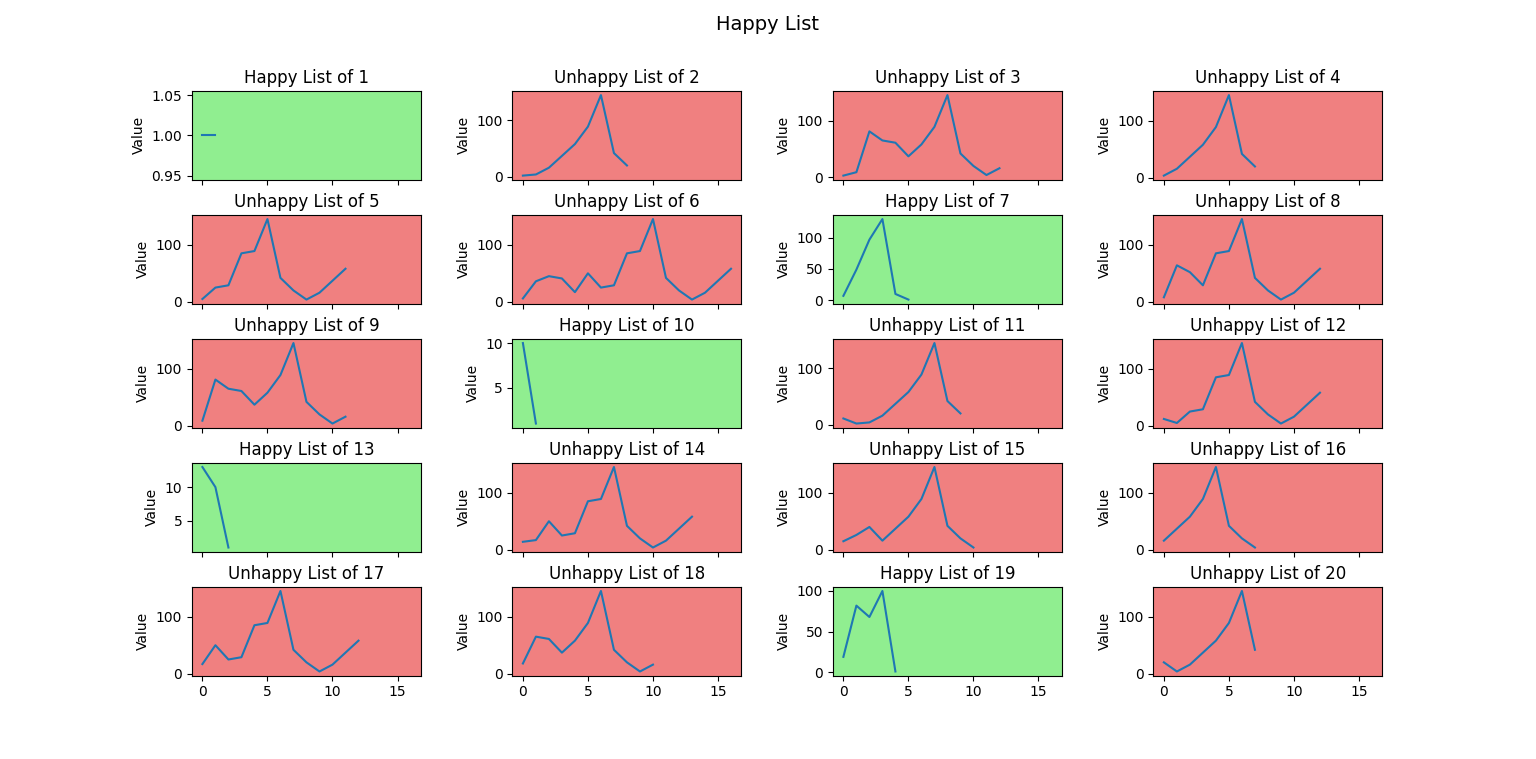 Happy List
Happy List of 1
Unhappy List of 2
Unhappy List of 3
Unhappy List of 4
1.05
1.00
0.95
Value
100
0
Value
100
0
Value
100
0
Value
Unhappy List of 5
Unhappy List of 6
Happy List of 7
Unhappy List of 8
100
0
Value
100
0
Value
100
50
0
Value
100
0
Value
Unhappy List of 9
Happy List of 10
Unhappy List of 11
Unhappy List of 12
100
0
Value
10
5
Value
100
0
Value
100
0
Value
Happy List of 13
Unhappy List of 14
Unhappy List of 15
Unhappy List of 16
10
5
Value
100
0
Value
100
0
Value
100
0
Value
Unhappy List of 17
Unhappy List of 18
Happy List of 19
Unhappy List of 20
100
0
Value
100
0
Value
100
50
0
Value
100
0
Value
0 5 10 15
0 5 10 15
0 5 10 15
0 5 10 15